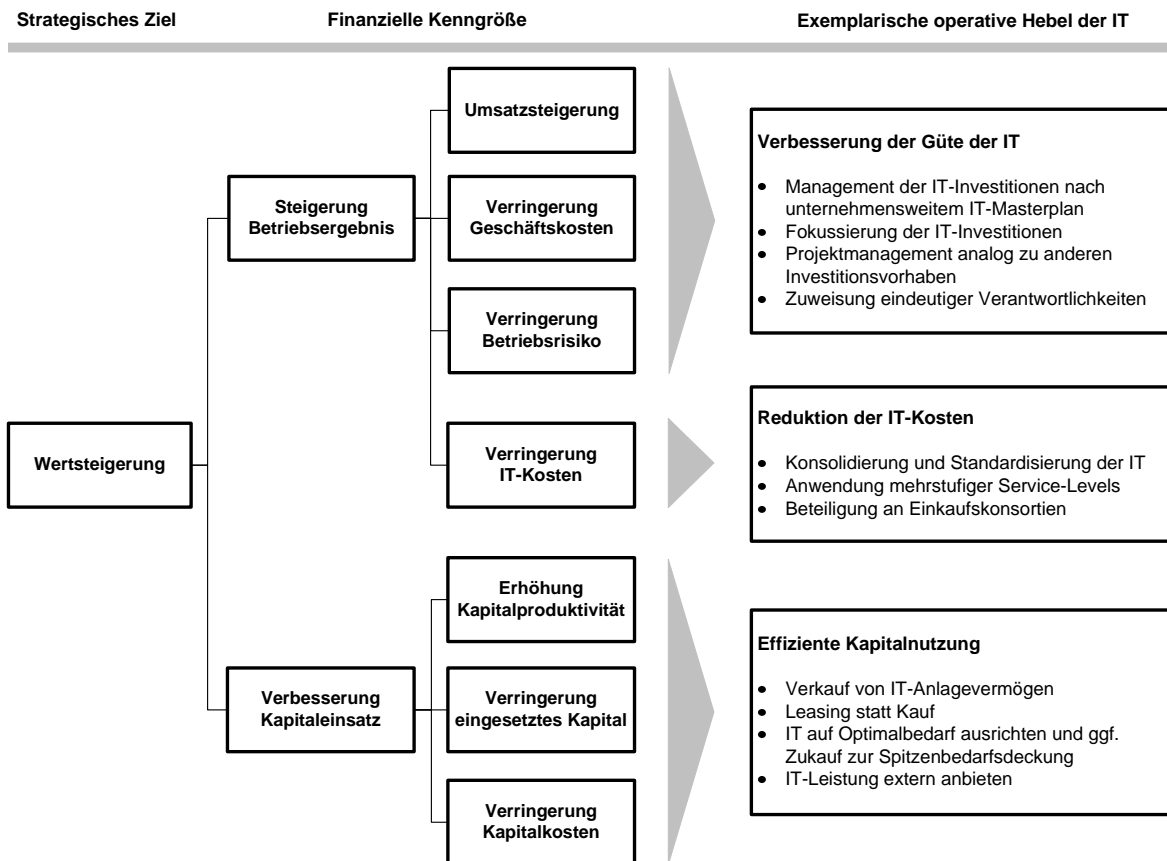 Strategisches Ziel
Finanzielle Kenngröße
Exemplarische operative Hebel der IT
Wertsteigerung
Steigerung
Betriebsergebnis
Verbesserung
Kapitaleinsatz
Umsatzsteigerung
Verringerung
Geschäftskosten
Verringerung
Betriebsrisiko
Verringerung
IT-Kosten
Erhöhung
Kapitalproduktivität
Verringerung
eingesetztes Kapital
Verringerung
Kapitalkosten
Verbesserung der Güte der IT
• Management der IT-Investitionen nach
unternehmensweitem IT-Masterplan
• Fokussierung der IT-Investitionen
• Projektmanagement analog zu anderen
Investitionsvorhaben
• Zuweisung eindeutiger Verantwortlichkeiten
Reduktion der IT-Kosten
• Konsolidierung und Standardisierung der IT
• Anwendung mehrstufiger Service-Levels
• Beteiligung an Einkaufskonsortien
Effiziente Kapitalnutzung
• Verkauf von IT-Anlagevermögen
• Leasing statt Kauf
• IT auf Optimalbedarf ausrichten und ggf.
Zukauf zur Spitzenbedarfsdeckung
• IT-Leistung extern anbieten